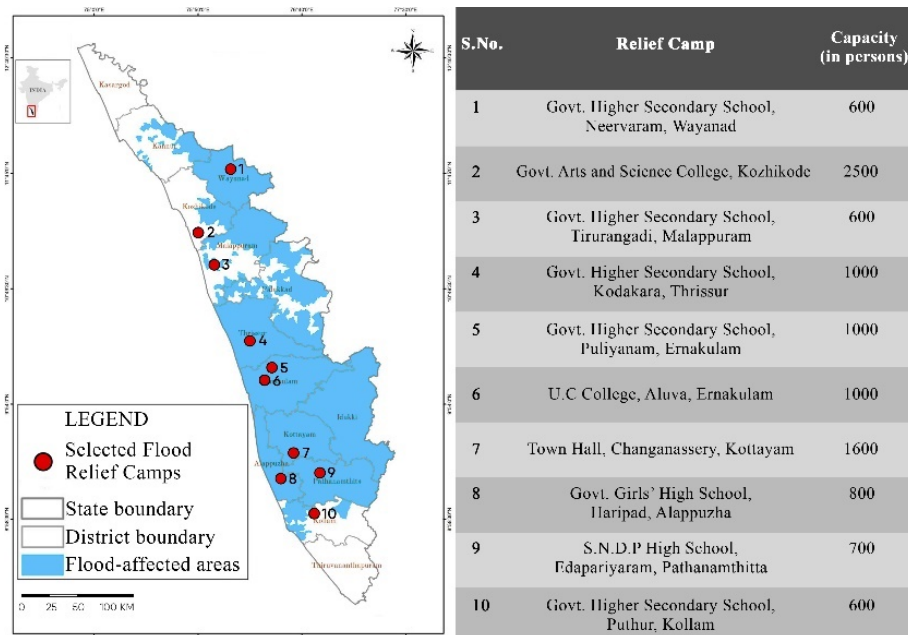 INDIA
Kasargod
Kannur
1
Wayanad
Kozhikode
2
Malappuram
3
Palakkad
Thrissur
4
5
6
Idukki
Kottayam
7
Alappuzha
8
9
Pathanamthitta
10
Kollam
Thiruvananthapuram
LEGEND
Selected Flood
Relief Camps
State boundary
District boundary
Flood-affected areas
0 25 50 100 KM
S.No. Relief Camp Capacity
(in persons)
1 Govt. Higher Secondary School, 600
Neervaram, Wayanad
2 Govt. Arts and Science College, Kozhikode 2500
3 Govt. Higher Secondary School, 600
Tirurangadi, Malappuram
4 Govt. Higher Secondary School, 1000
Kodakara, Thrissur
5 Govt. Higher Secondary School, 1000
Puliyanam, Ernakulam
6 U.C College, Aluva, Ernakulam 1000
7 Town Hall, Changanassery, Kottayam 1600
8 Govt. Girls’ High School, 800
Haripad, Alappuzha
9 S.N.D.P High School, 700
Edapariyaram, Pathanamthitta
10 Govt. Higher Secondary School, 600
Puthur, Kollam